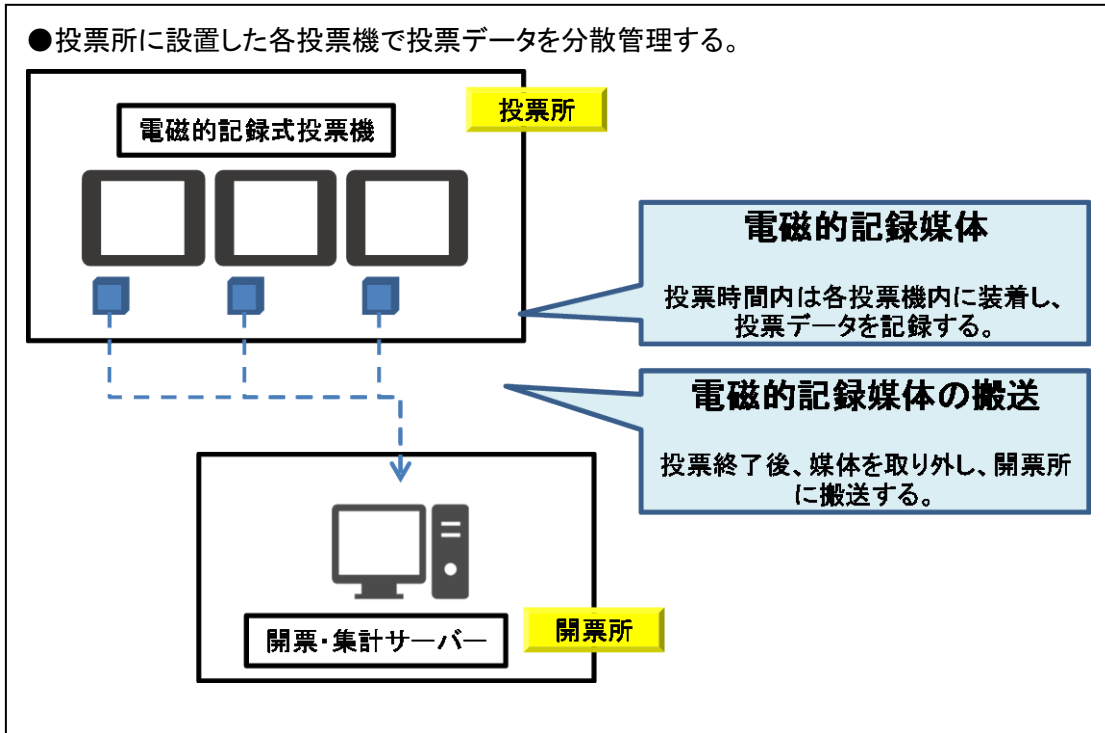 ●投票所に設置した各投票機で投票データを分散管理する。
投票所
電磁的記録式投票機
電磁的記録媒体
投票時間内は各投票機内に装着し、
投票データを記録する。
電磁的記録媒体の搬送
投票終了後、媒体を取り外し、開票所
に搬送する。
開票・集計サーバー
開票所